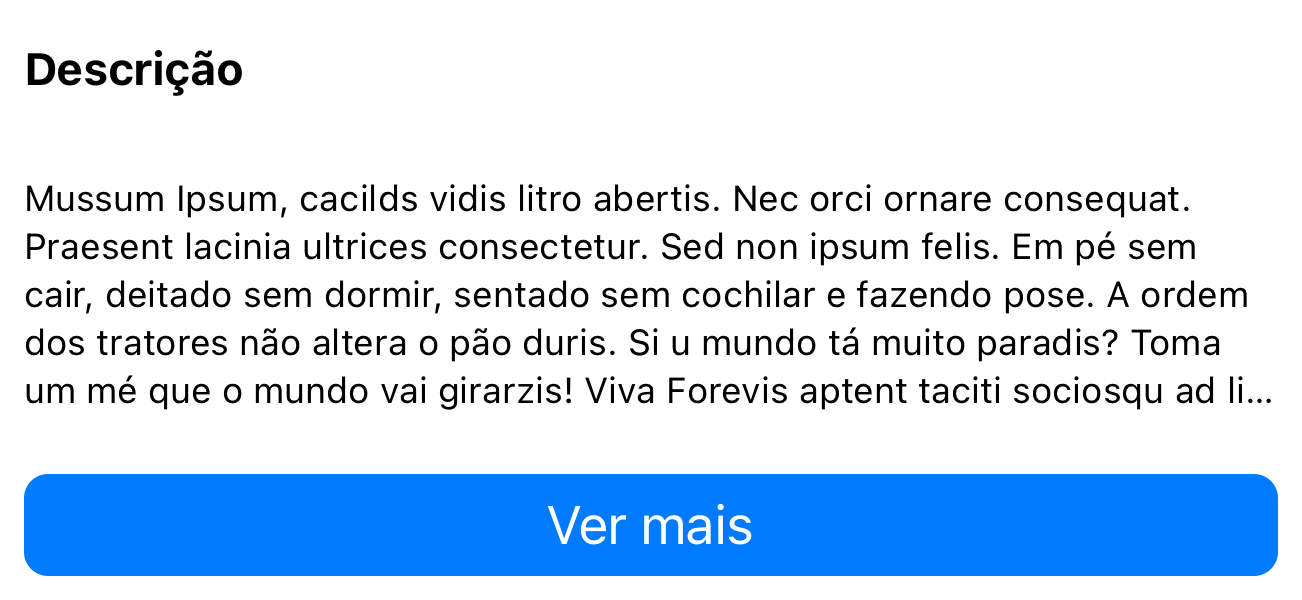 Descrição
Mussum Ipsum, cacilds vidis litro abertis. Nec orci ornare consequat.
Praesent lacinia ultrices consectetur. Sed non ipsum felis. Em pé sem
cair, deitado sem dormir, sentado sem cochilar e fazendo pose. A ordem
dos tratores não altera o pão duris. Si u mundo tá muito paradis? Toma
um mé que o mundo vai girarzis! Viva Forevis aptent taciti sociosqu ad li...
Ver mais